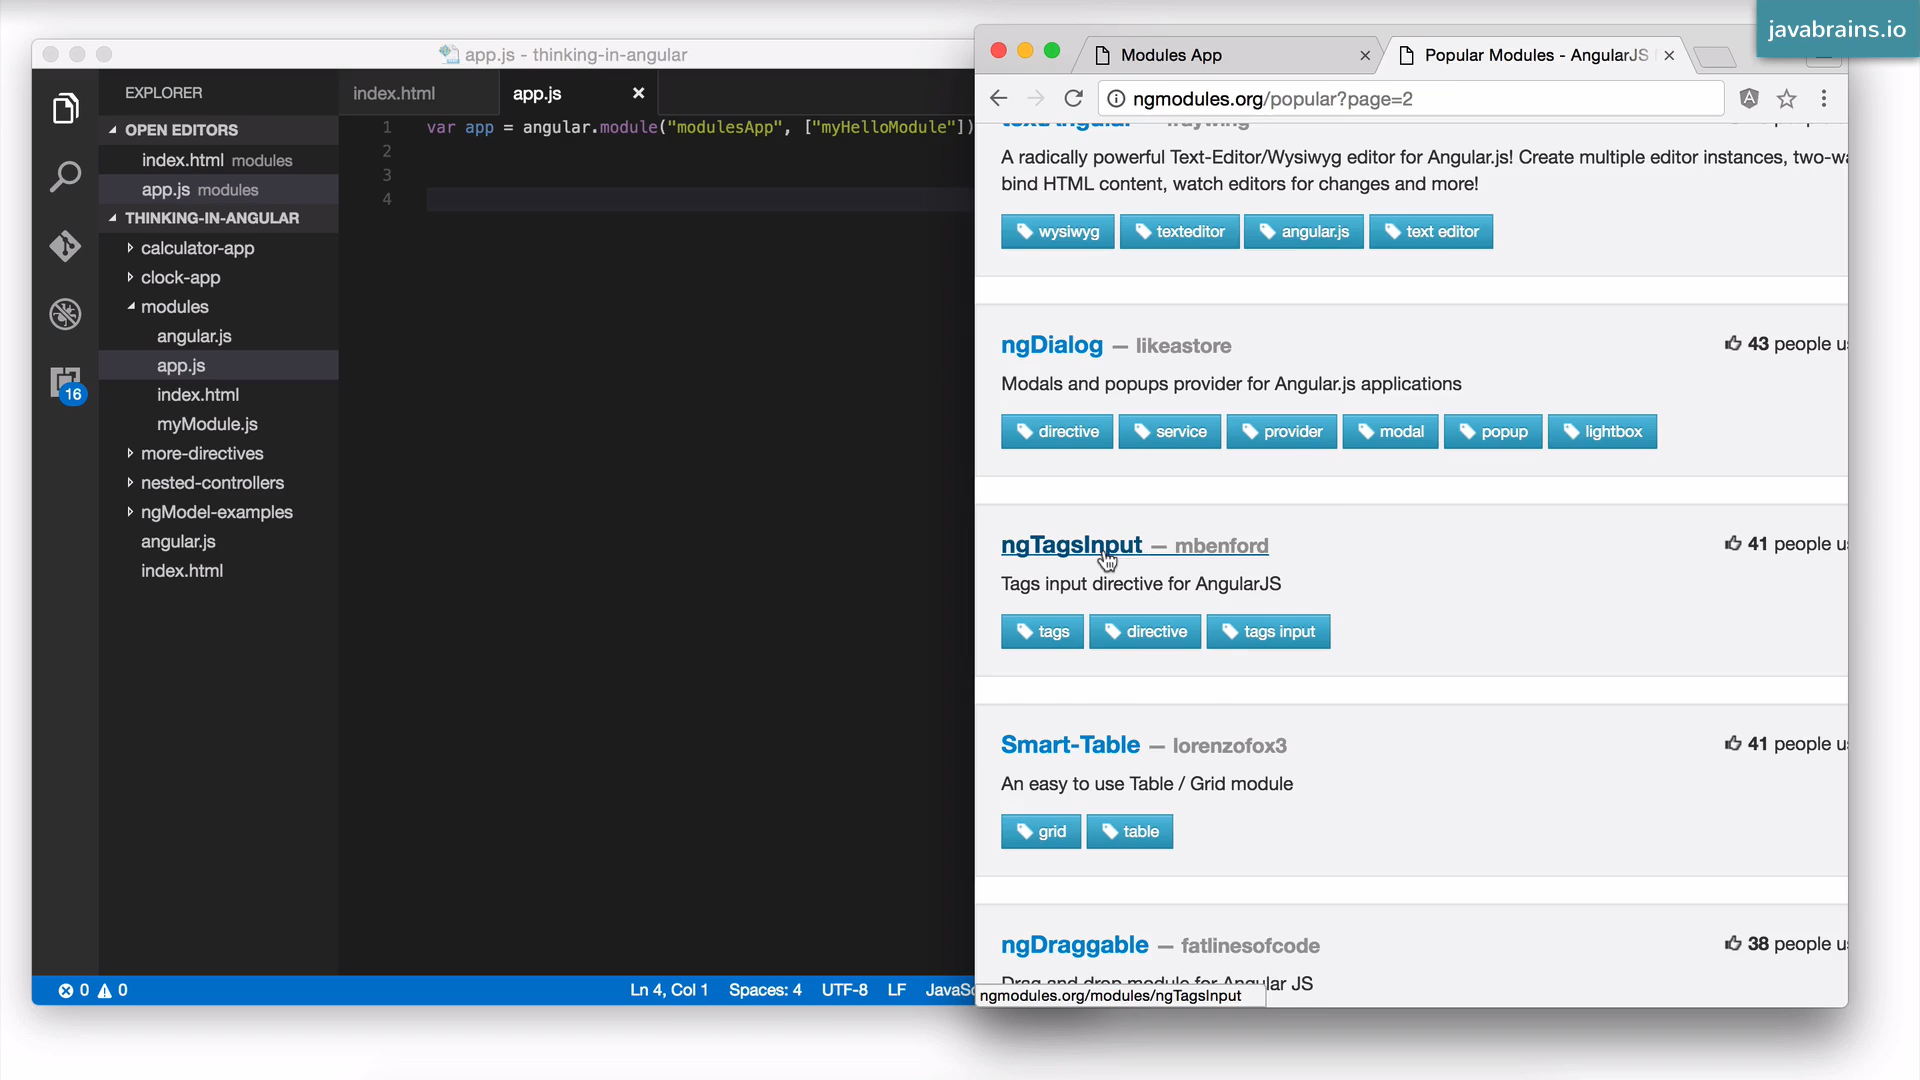 javabrains.io
app.js - thinking-in-angular
EXPLORER
OPEN EDITORS
index.html modules
app.js modules
THINKING-IN-ANGULAR
calculator-app
clock-app
modules
angular.js
app.js
index.html
myModule.js
more-directives
nested-controllers
ngModel-examples
angular.js
index.html
16
index.html
app.js
1 var app = angular.module("modulesApp", ["myHelloModule"])
2
3
4
0 0
Ln 4, Col 1 Spaces: 4 UTF-8 LF JavaSc
Modules App
Popular Modules - AngularJS
ngmodules.org/popular?page=2
A radically powerful Text-Editor/Wysiwyg editor for Angular.js! Create multiple editor instances, two-wa
bind HTML content, watch editors for changes and more!
wysiwyg texteditor angular.js text editor
ngDialog — likeastore
43 people u
Modals and popups provider for Angular.js applications
directive service provider modal popup lightbox
ngTagsInput — mbenford
41 people u
Tags input directive for AngularJS
tags directive tags input
Smart-Table — lorenzofox3
41 people u
An easy to use Table / Grid module
grid table
ngDraggable — fatlinesofcode
38 people u
Drag and drop module for Angular JS
ngmodules.org/modules/ngTagsInput